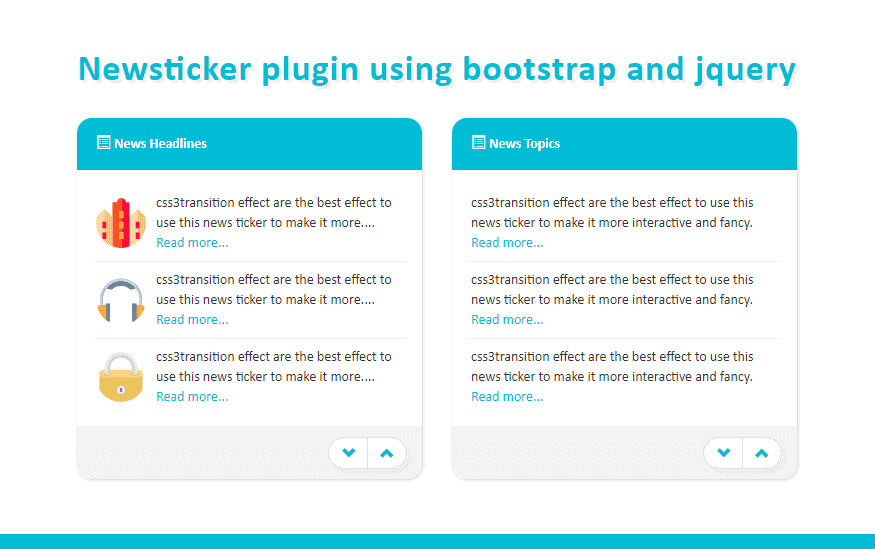 Newsticker plugin using bootstrap and jquery
News Headlines
css3transition effect are the best effect to
use this news ticker to make it more....
Read more...
css3transition effect are the best effect to
use this news ticker to make it more....
Read more...
css3transition effect are the best effect to
use this news ticker to make it more....
Read more...
News Topics
css3transition effect are the best effect to use this
news ticker to make it more interactive and fancy.
Read more...
css3transition effect are the best effect to use this
news ticker to make it more interactive and fancy.
Read more...
css3transition effect are the best effect to use this
news ticker to make it more interactive and fancy.
Read more...